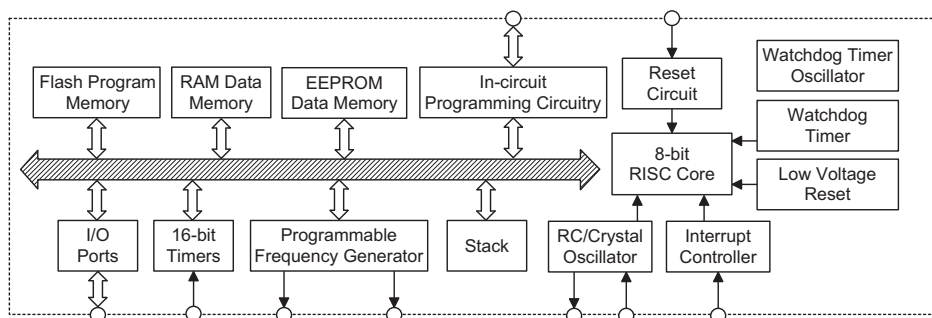 Flash Program
Memory
RAM Data
Memory
EEPROM
Data Memory
In-circuit
Programming Circuitry
Reset
Circuit
Watchdog Timer
Oscillator
Watchdog
Timer
8-bit
RISC Core
Low Voltage
Reset
I/O
Ports
16-bit
Timers
Programmable
Frequency Generator
Stack
RC/Crystal
Oscillator
Interrupt
Controller